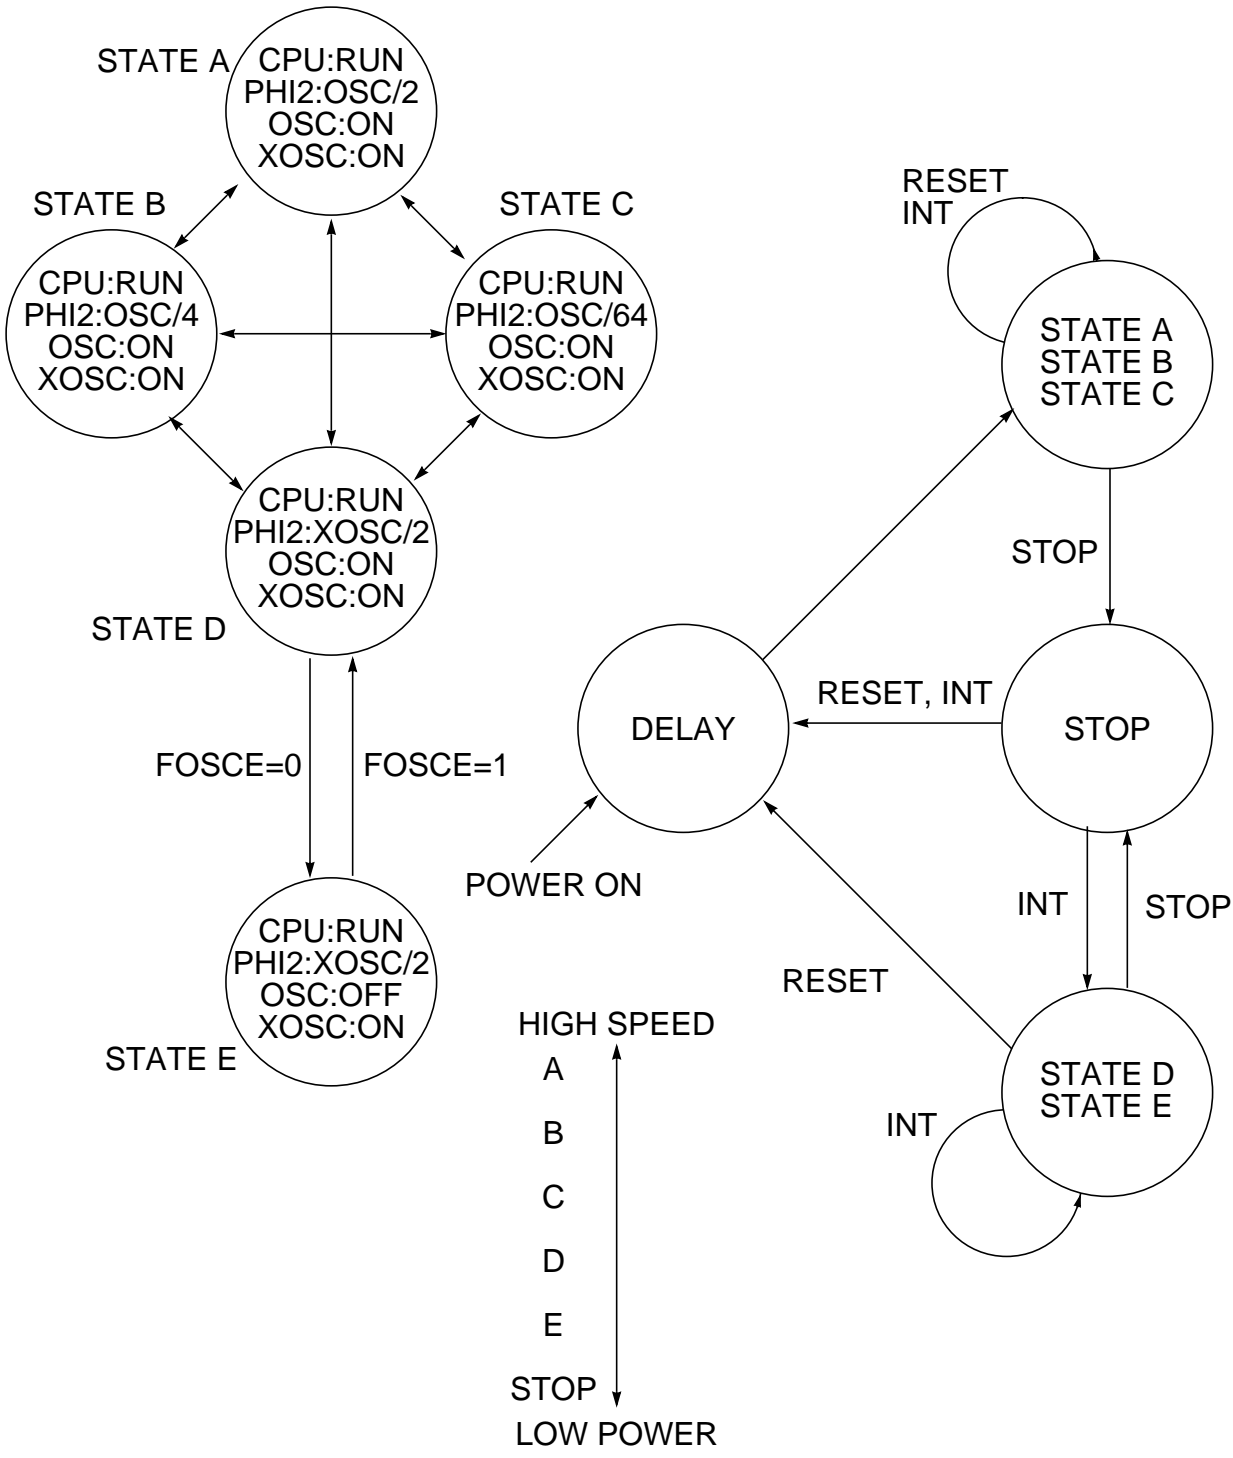 STATE A
CPU:RUN
PHI2:OSC/2
OSC:ON
XOSC:ON
STATE B
CPU:RUN
PHI2:OSC/4
OSC:ON
XOSC:ON
STATE C
CPU:RUN
PHI2:OSC/64
OSC:ON
XOSC:ON
CPU:RUN
PHI2:XOSC/2
OSC:ON
XOSC:ON
STATE D
FOSCE=0
FOSCE=1
CPU:RUN
PHI2:XOSC/2
OSC:OFF
XOSC:ON
STATE E
RESET
INT
STATE A
STATE B
STATE C
STOP
DELAY
RESET, INT
STOP
POWER ON
INT
STOP
RESET
STATE D
STATE E
INT
HIGH SPEED
A
B
C
D
E
STOP
LOW POWER